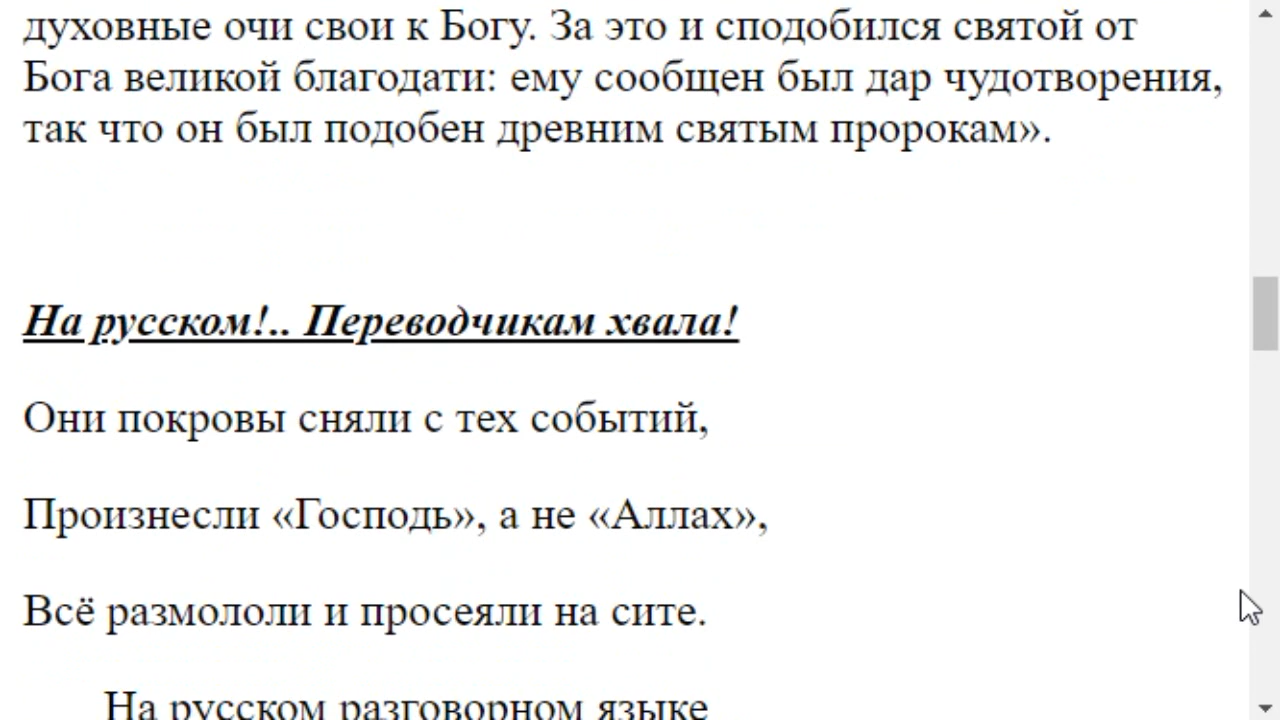 духовные очи свои к Богу. За это и сподобился святой от
Бога великой благодати: ему сообщен был дар чудотворения,
так что он был подобен древним святым пророкам».
На русском!.. Переводчикам хвала!
Они покровы сняли с тех событий,
Произнесли «Господь», а не «Аллах»,
Всё размололи и просеяли на сите.
На русском разговорном языке